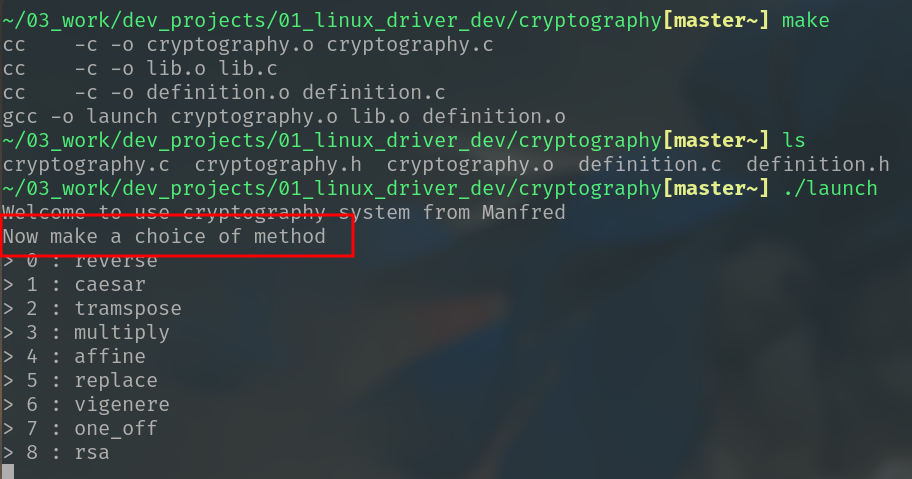 ~/03_work/dev_projects/01_linux_driver_dev/cryptography[master~] make
cc    -c -o cryptography.o cryptography.c
cc    -c -o lib.o lib.c
cc    -c -o definition.o definition.c
gcc -o launch cryptography.o lib.o definition.o
~/03_work/dev_projects/01_linux_driver_dev/cryptography[master~] ls
cryptography.c  cryptography.h  cryptography.o  definition.c  definition.h
~/03_work/dev_projects/01_linux_driver_dev/cryptography[master~] ./launch
Welcome to use cryptography system from Manfred
Now make a choice of method
> 0 : reverse
> 1 : caesar
> 2 : tramspose
> 3 : multiply
> 4 : affine
> 5 : replace
> 6 : vigenere
> 7 : one_off
> 8 : rsa